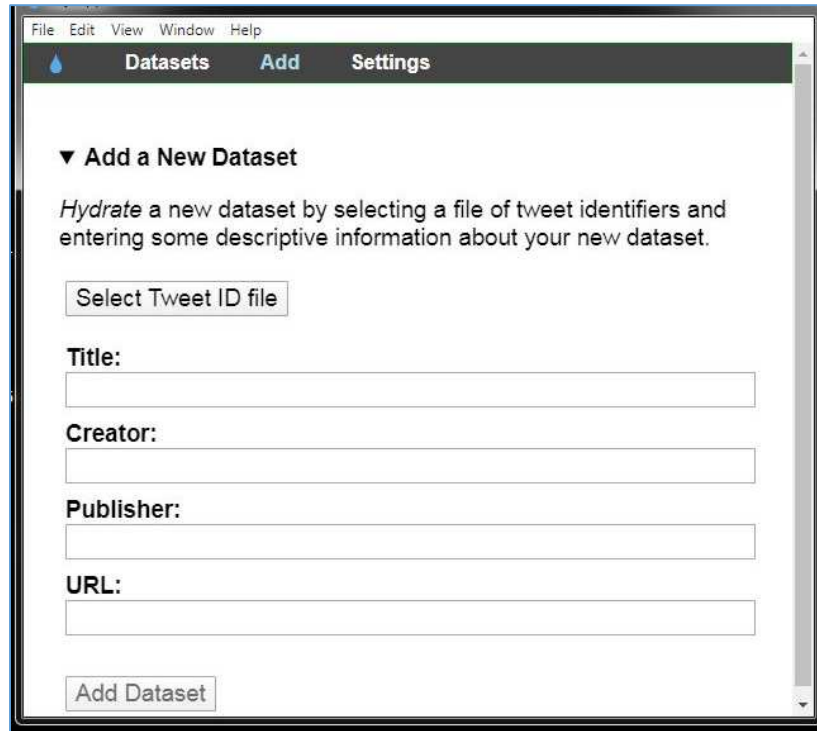 File Edit View Window Help
Datasets Add Settings
▼ Add a New Dataset
Hydrate a new dataset by selecting a file of tweet identifiers and
entering some descriptive information about your new dataset.
Select Tweet ID file
Title:
Creator:
Publisher:
URL:
Add Dataset